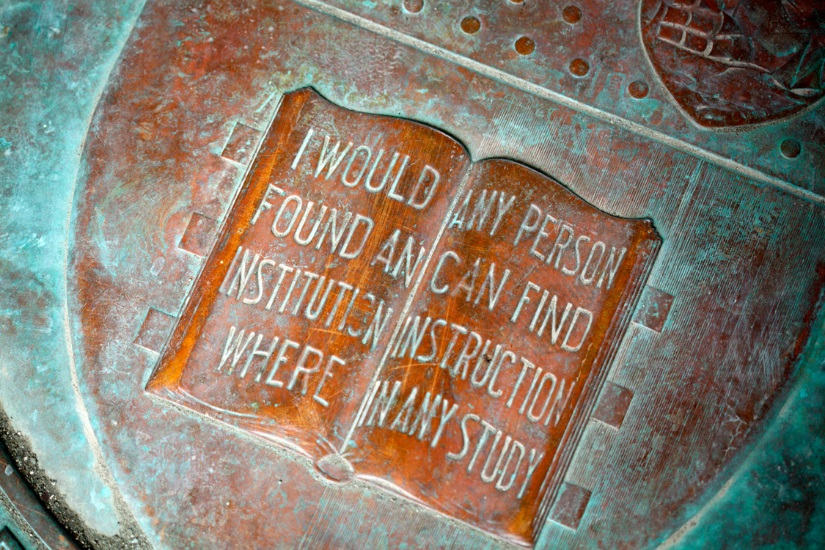 I WOULD
FOUND AN
INSTITUTION
WHERE
ANY PERSON
CAN FIND
INSTRUCTION
IN ANY STUDY